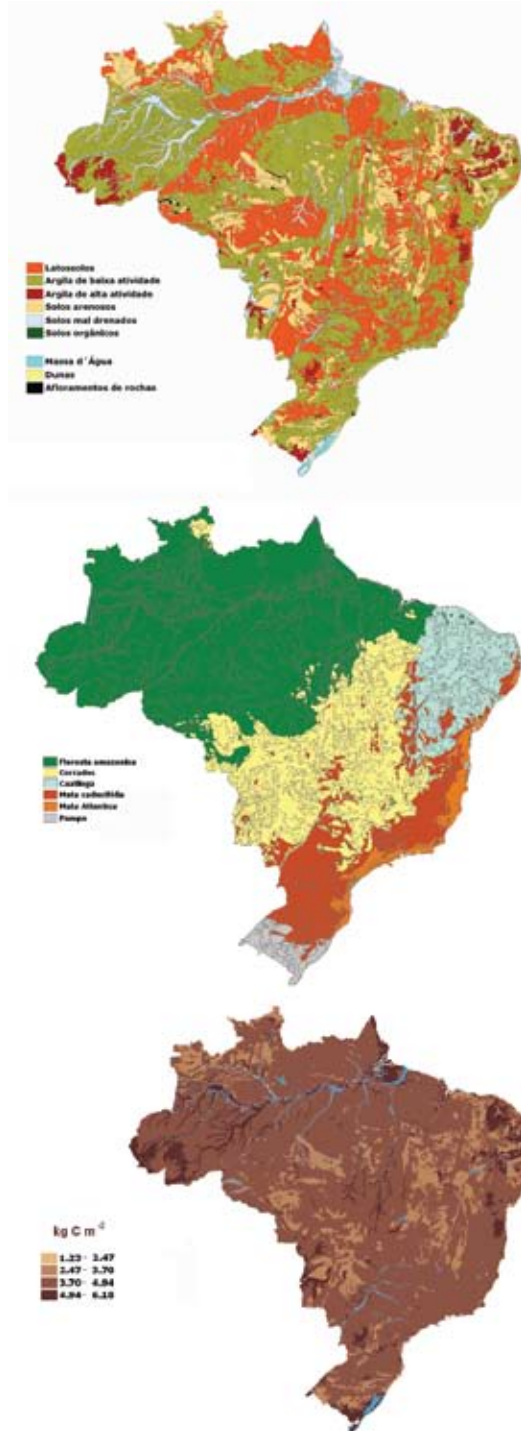 Latossolos
Argila de baixa atividade
Argila de alta atividade
Solos arenosos
Solos mal drenados
Solos orgânicos
Massa d´Água
Dunas
Afloramentos de rochas
Floresta amazonica
Cerrados
Caatinga
Mata caducifólia
Mata Atlantica
Pampa
kg C m⁻²
1.23 - 2.47
2.47 - 3.70
3.70 - 4.94
4.94 - 6.18